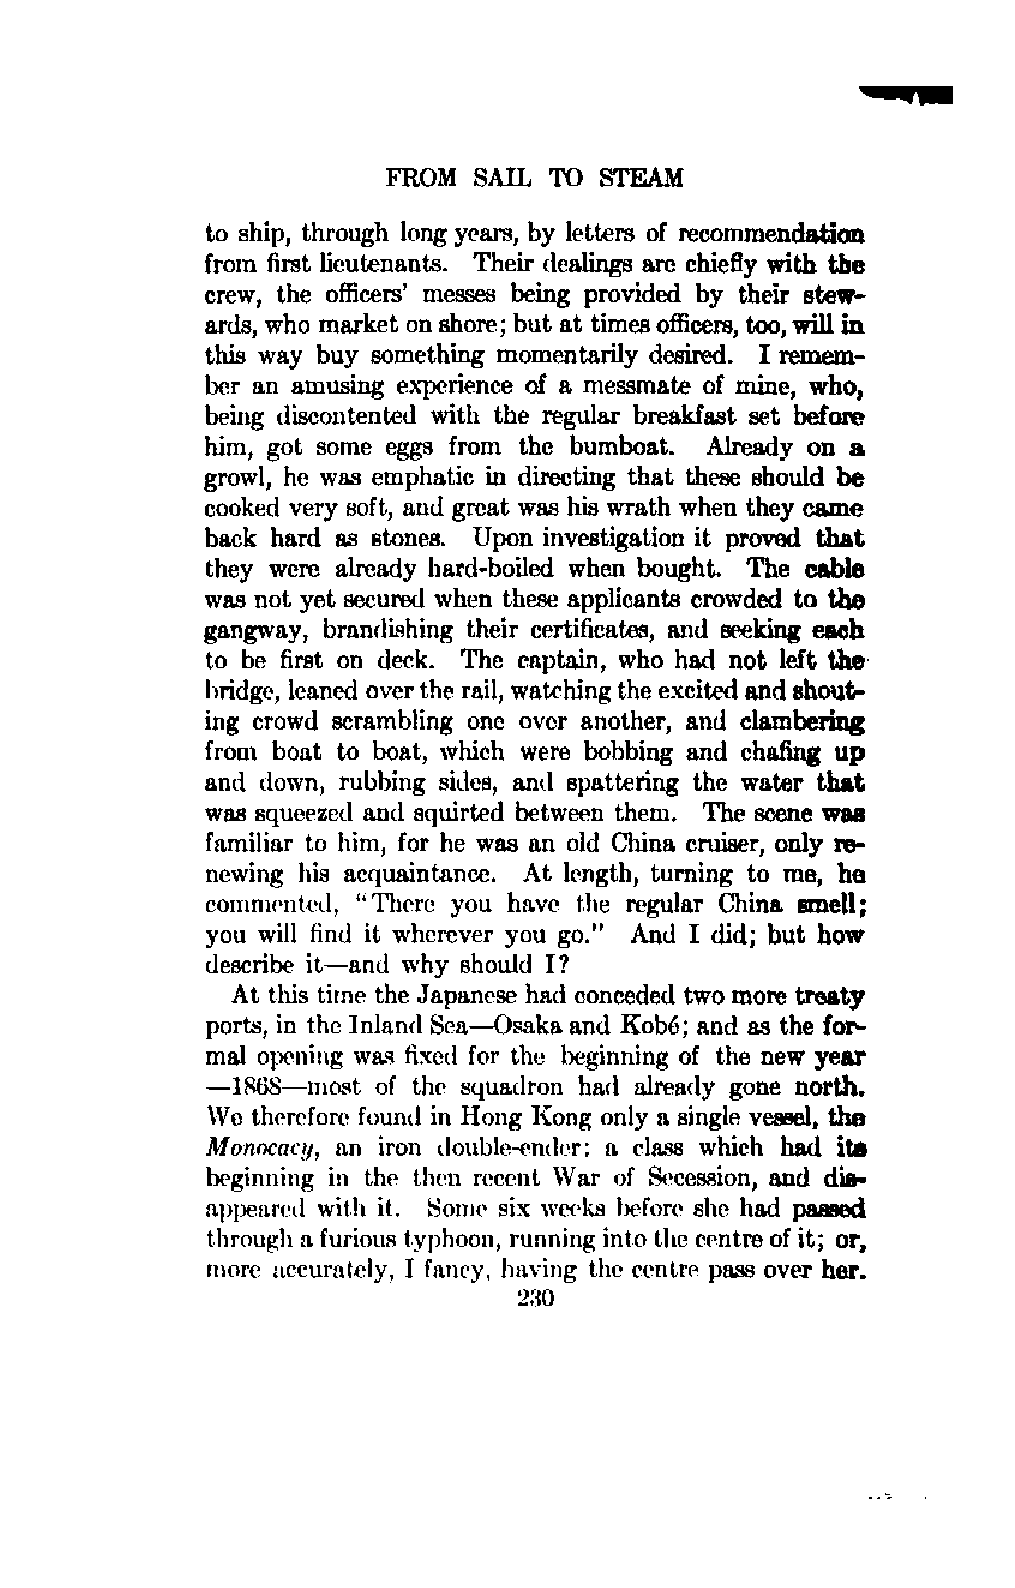 FROM SAIL TO STEAM
to ship, through long years, by letters of recommendation
from first lieutenants. Their dealings are chiefly with the
crew, the officers' messes being provided by their stew-
ards, who market on shore; but at times officers, too, will in
this way buy something momentarily desired. I remem-
ber an amusing experience of a messmate of mine, who,
being discontented with the regular breakfast set before
him, got some eggs from the bumboat. Already on a
growl, he was emphatic in directing that these should be
cooked very soft, and great was his wrath when they came
back hard as stones. Upon investigation it proved that
they were already hard-boiled when bought. The cable
was not yet secured when these applicants crowded to the
gangway, brandishing their certificates, and seeking each
to be first on deck. The captain, who had not left the
bridge, leaned over the rail, watching the excited and shout-
ing crowd scrambling one over another, and clambering
from boat to boat, which were bobbing and chafing up
and down, rubbing sides, and spattering the water that
was squeezed and squirted between them. The scene was
familiar to him, for he was an old China cruiser, only re-
newing his acquaintance. At length, turning to me, he
commented, "There you have the regular China smell;
you will find it wherever you go." And I did; but how
describe it—and why should I?
At this time the Japanese had conceded two more treaty
ports, in the Inland Sea—Osaka and Kobé; and as the for-
mal opening was fixed for the beginning of the new year
—1868—most of the squadron had already gone north.
We therefore found in Hong Kong only a single vessel, the
Monocacy, an iron double-ender; a class which had its
beginning in the then recent War of Secession, and dis-
appeared with it. Some six weeks before she had passed
through a furious typhoon, running into the centre of it; or,
more accurately, I fancy, having the centre pass over her.
230